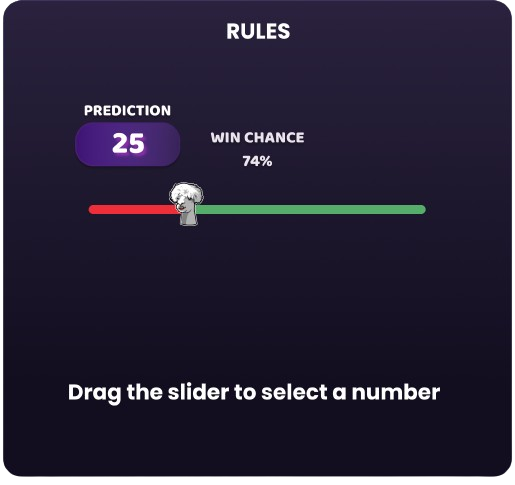 RULES
PREDICTION
25
WIN CHANCE
74%
Drag the slider to select a number